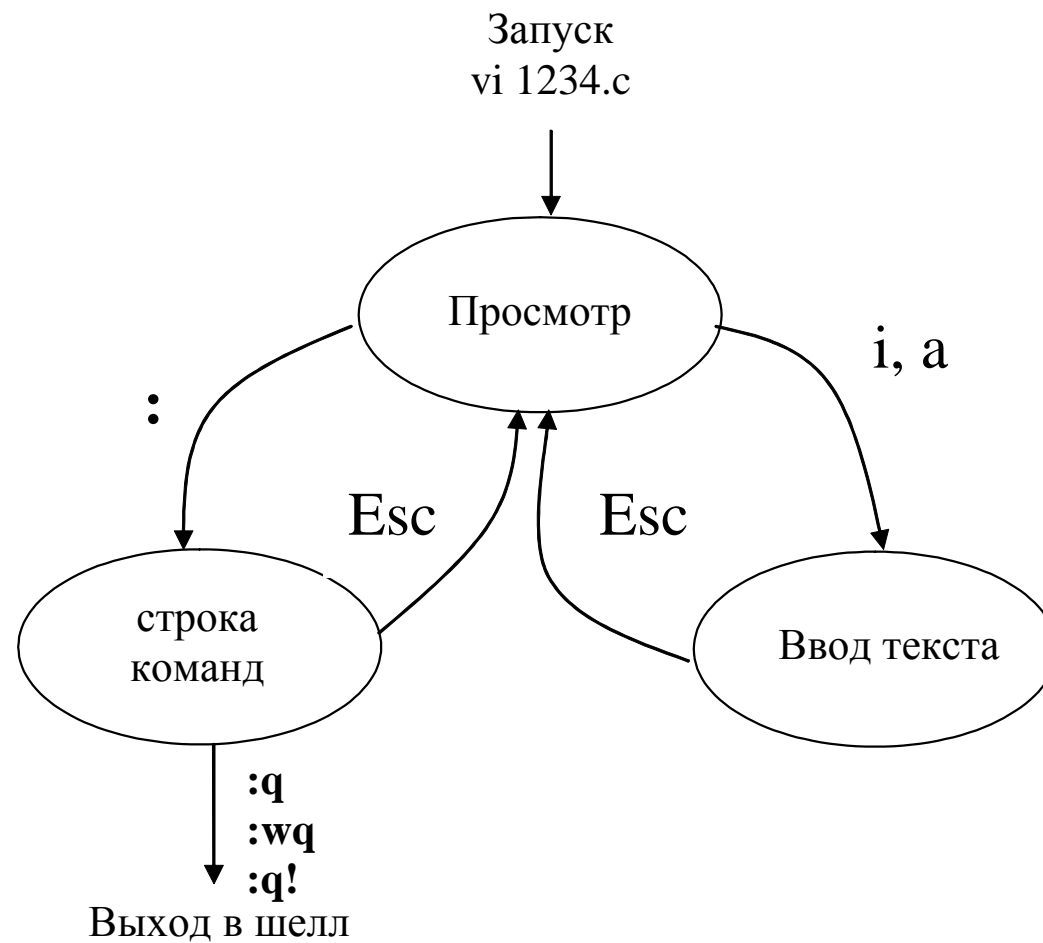 Запуск
vi 1234.c
Просмотр
i, a
:
Esc
Esc
строка
команд
Ввод текста
:q
:wq
:q!
Выход в шелл